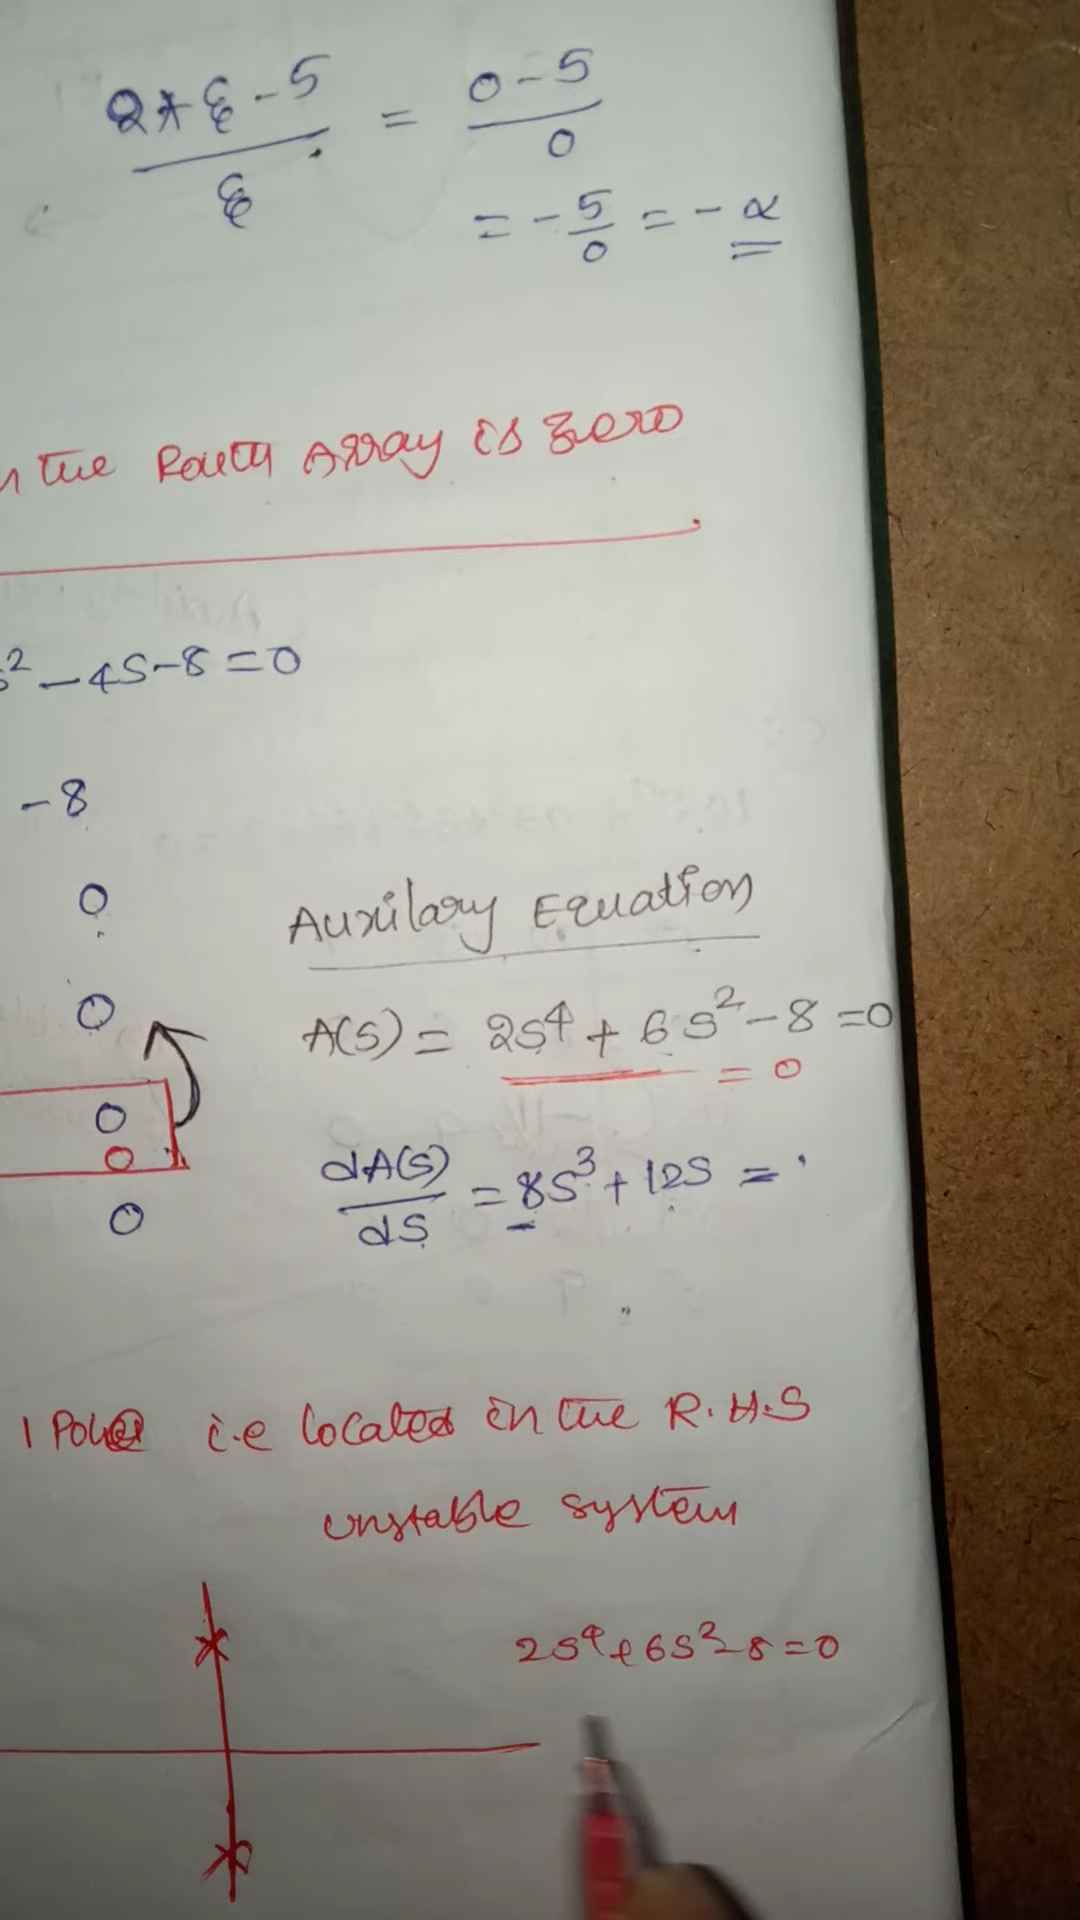 2*ε-5/ε = 0-5/0
= -5/0 = -α
n the Routh Array is zero
s² - 4s - 8 = 0
-8
0
0
0
0
0
Auxilary Equation
A(s) = 2s⁴ + 6s² - 8 = 0
= 0
dA(s)/ds = 8s³ + 12s =
1 Pole i.e located in the R.H.S
unstable system
2s⁴ + 6s² - 8 = 0